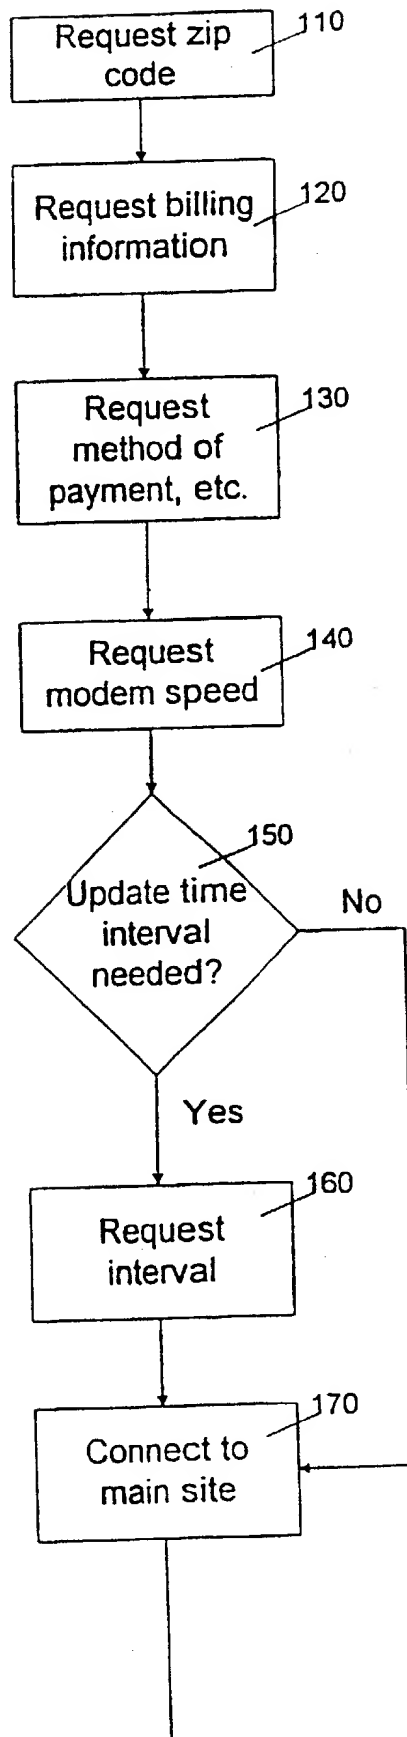 Request zip
code
110
Request billing
information
120
Request
method of
payment, etc.
130
Request
modem speed
140
150
Update time
interval
needed?
No
Yes
160
Request
interval
170
Connect to
main site